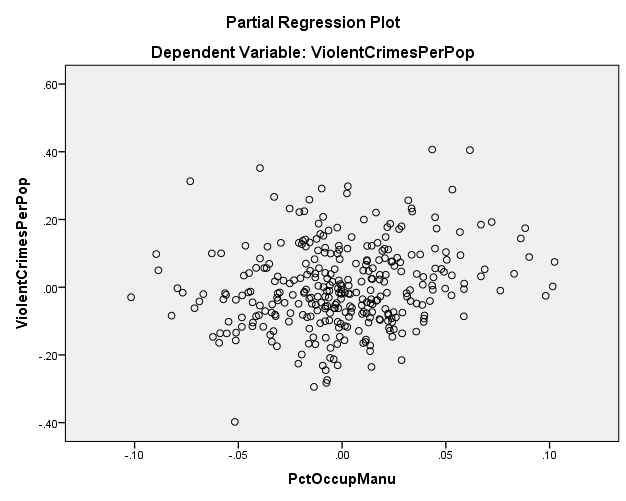 Partial Regression Plot
Dependent Variable: ViolentCrimesPerPop
.60
.40
.20
.00
-.20
-.40
ViolentCrimesPerPop
-.10
-.05
.00
.05
.10
PctOccupManu